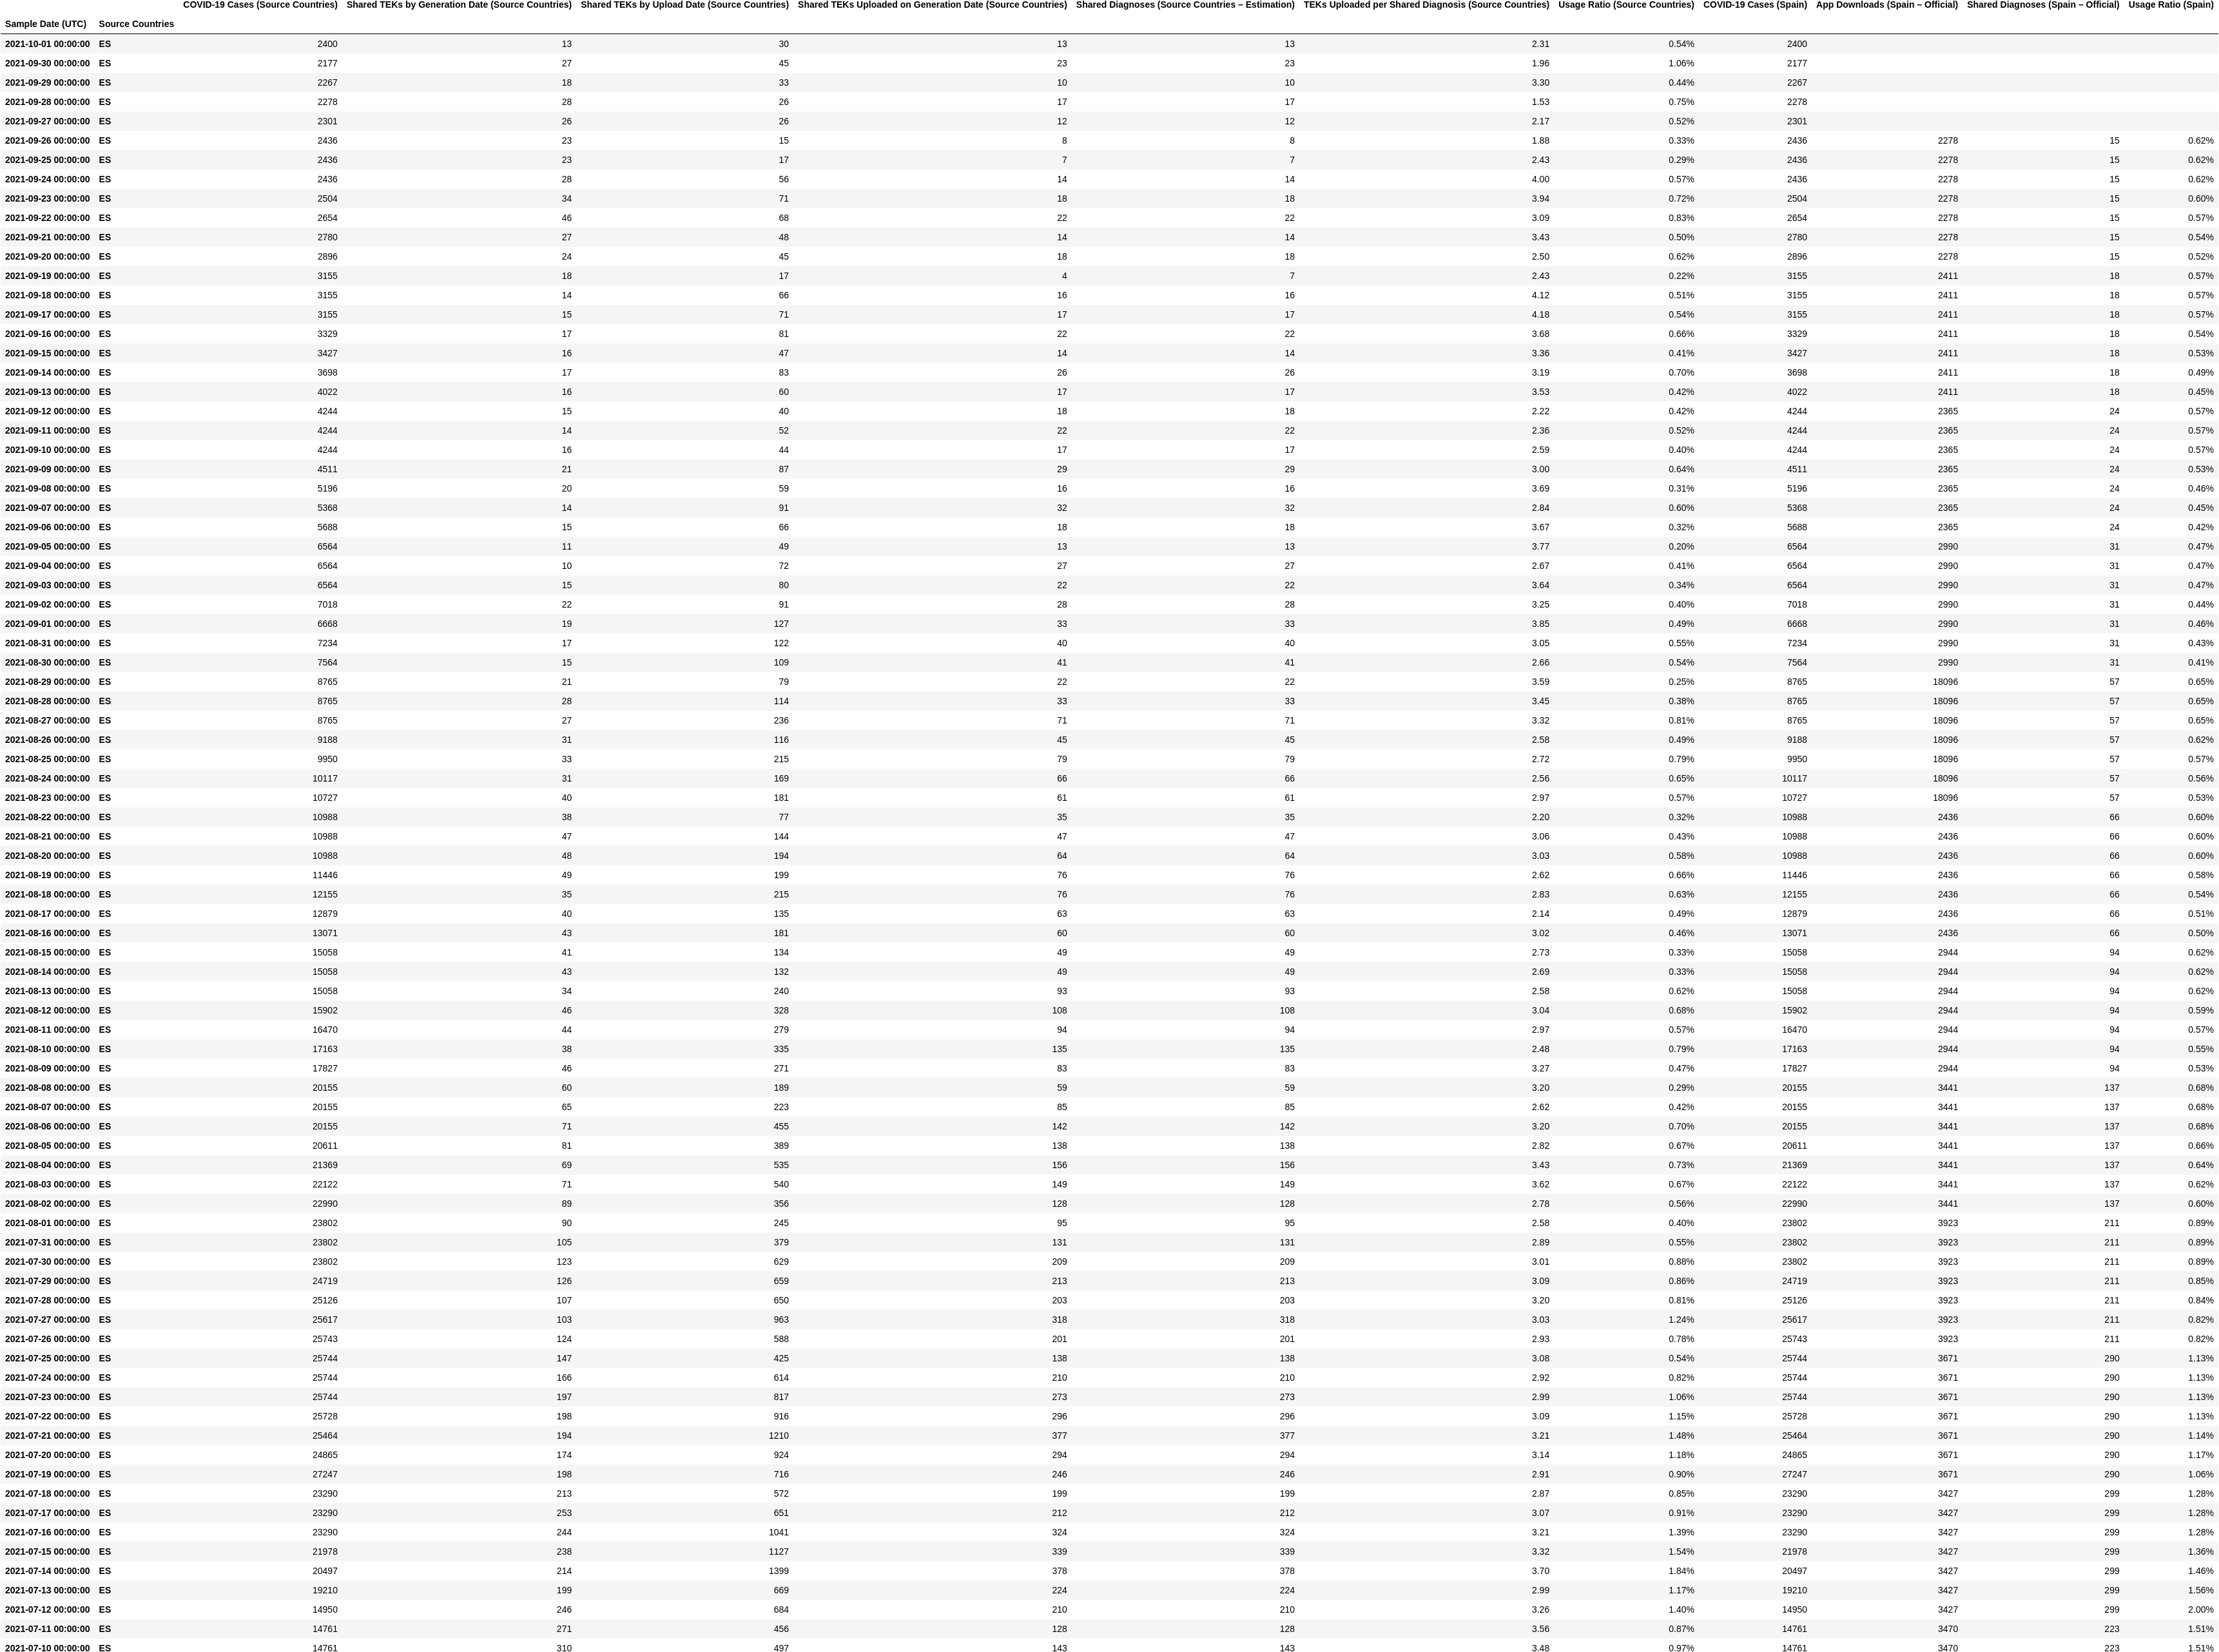 COVID-19 Cases (Source Countries) Shared TEKs by Generation Date (Source Countries) Shared TEKs by Upload Date (Source Countries) Shared TEKs Uploaded on Generation Date (Source Countries) Shared Diagnoses (Source Countries – Estimation) TEKs Uploaded per Shared Diagnosis (Source Countries) Usage Ratio (Source Countries) COVID-19 Cases (Spain) App Downloads (Spain – Official) Shared Diagnoses (Spain – Official) Usage Ratio (Spain)
Sample Date (UTC) Source Countries
2021-10-01 00:00:00 ES 2400 13 30 13 13 2.31 0.54% 2400
2021-09-30 00:00:00 ES 2177 27 45 23 23 1.96 1.06% 2177
2021-09-29 00:00:00 ES 2267 18 33 10 10 3.30 0.44% 2267
2021-09-28 00:00:00 ES 2278 28 26 17 17 1.53 0.75% 2278
2021-09-27 00:00:00 ES 2301 26 26 12 12 2.17 0.52% 2301
2021-09-26 00:00:00 ES 2436 23 15 8 8 1.88 0.33% 2436 2278 15 0.62%
2021-09-25 00:00:00 ES 2436 23 17 7 7 2.43 0.29% 2436 2278 15 0.62%
2021-09-24 00:00:00 ES 2436 28 56 14 14 4.00 0.57% 2436 2278 15 0.62%
2021-09-23 00:00:00 ES 2504 34 71 18 18 3.94 0.72% 2504 2278 15 0.60%
2021-09-22 00:00:00 ES 2654 46 68 22 22 3.09 0.83% 2654 2278 15 0.57%
2021-09-21 00:00:00 ES 2780 27 48 14 14 3.43 0.50% 2780 2278 15 0.54%
2021-09-20 00:00:00 ES 2896 24 45 18 18 2.50 0.62% 2896 2278 15 0.52%
2021-09-19 00:00:00 ES 3155 18 17 4 7 2.43 0.22% 3155 2411 18 0.57%
2021-09-18 00:00:00 ES 3155 14 66 16 16 4.12 0.51% 3155 2411 18 0.57%
2021-09-17 00:00:00 ES 3155 15 71 17 17 4.18 0.54% 3155 2411 18 0.57%
2021-09-16 00:00:00 ES 3329 17 81 22 22 3.68 0.66% 3329 2411 18 0.54%
2021-09-15 00:00:00 ES 3427 16 47 14 14 3.36 0.41% 3427 2411 18 0.53%
2021-09-14 00:00:00 ES 3698 17 83 26 26 3.19 0.70% 3698 2411 18 0.49%
2021-09-13 00:00:00 ES 4022 16 60 17 17 3.53 0.42% 4022 2411 18 0.45%
2021-09-12 00:00:00 ES 4244 15 40 18 18 2.22 0.42% 4244 2365 24 0.57%
2021-09-11 00:00:00 ES 4244 14 52 22 22 2.36 0.52% 4244 2365 24 0.57%
2021-09-10 00:00:00 ES 4244 16 44 17 17 2.59 0.40% 4244 2365 24 0.57%
2021-09-09 00:00:00 ES 4511 21 87 29 29 3.00 0.64% 4511 2365 24 0.53%
2021-09-08 00:00:00 ES 5196 20 59 16 16 3.69 0.31% 5196 2365 24 0.46%
2021-09-07 00:00:00 ES 5368 14 91 32 32 2.84 0.60% 5368 2365 24 0.45%
2021-09-06 00:00:00 ES 5688 15 66 18 18 3.67 0.32% 5688 2365 24 0.42%
2021-09-05 00:00:00 ES 6564 11 49 13 13 3.77 0.20% 6564 2990 31 0.47%
2021-09-04 00:00:00 ES 6564 10 72 27 27 2.67 0.41% 6564 2990 31 0.47%
2021-09-03 00:00:00 ES 6564 15 80 22 22 3.64 0.34% 6564 2990 31 0.47%
2021-09-02 00:00:00 ES 7018 22 91 28 28 3.25 0.40% 7018 2990 31 0.44%
2021-09-01 00:00:00 ES 6668 19 127 33 33 3.85 0.49% 6668 2990 31 0.46%
2021-08-31 00:00:00 ES 7234 17 122 40 40 3.05 0.55% 7234 2990 31 0.43%
2021-08-30 00:00:00 ES 7564 15 109 41 41 2.66 0.54% 7564 2990 31 0.41%
2021-08-29 00:00:00 ES 8765 21 79 22 22 3.59 0.25% 8765 18096 57 0.65%
2021-08-28 00:00:00 ES 8765 28 114 33 33 3.45 0.38% 8765 18096 57 0.65%
2021-08-27 00:00:00 ES 8765 27 236 71 71 3.32 0.81% 8765 18096 57 0.65%
2021-08-26 00:00:00 ES 9188 31 116 45 45 2.58 0.49% 9188 18096 57 0.62%
2021-08-25 00:00:00 ES 9950 33 215 79 79 2.72 0.79% 9950 18096 57 0.57%
2021-08-24 00:00:00 ES 10117 31 169 66 66 2.56 0.65% 10117 18096 57 0.56%
2021-08-23 00:00:00 ES 10727 40 181 61 61 2.97 0.57% 10727 18096 57 0.53%
2021-08-22 00:00:00 ES 10988 38 77 35 35 2.20 0.32% 10988 2436 66 0.60%
2021-08-21 00:00:00 ES 10988 47 144 47 47 3.06 0.43% 10988 2436 66 0.60%
2021-08-20 00:00:00 ES 10988 48 194 64 64 3.03 0.58% 10988 2436 66 0.60%
2021-08-19 00:00:00 ES 11446 49 199 76 76 2.62 0.66% 11446 2436 66 0.58%
2021-08-18 00:00:00 ES 12155 35 215 76 76 2.83 0.63% 12155 2436 66 0.54%
2021-08-17 00:00:00 ES 12879 40 135 63 63 2.14 0.49% 12879 2436 66 0.51%
2021-08-16 00:00:00 ES 13071 43 181 60 60 3.02 0.46% 13071 2436 66 0.50%
2021-08-15 00:00:00 ES 15058 41 134 49 49 2.73 0.33% 15058 2944 94 0.62%
2021-08-14 00:00:00 ES 15058 43 132 49 49 2.69 0.33% 15058 2944 94 0.62%
2021-08-13 00:00:00 ES 15058 34 240 93 93 2.58 0.62% 15058 2944 94 0.62%
2021-08-12 00:00:00 ES 15902 46 328 108 108 3.04 0.68% 15902 2944 94 0.59%
2021-08-11 00:00:00 ES 16470 44 279 94 94 2.97 0.57% 16470 2944 94 0.57%
2021-08-10 00:00:00 ES 17163 38 335 135 135 2.48 0.79% 17163 2944 94 0.55%
2021-08-09 00:00:00 ES 17827 46 271 83 83 3.27 0.47% 17827 2944 94 0.53%
2021-08-08 00:00:00 ES 20155 60 189 59 59 3.20 0.29% 20155 3441 137 0.68%
2021-08-07 00:00:00 ES 20155 65 223 85 85 2.62 0.42% 20155 3441 137 0.68%
2021-08-06 00:00:00 ES 20155 71 455 142 142 3.20 0.70% 20155 3441 137 0.68%
2021-08-05 00:00:00 ES 20611 81 389 138 138 2.82 0.67% 20611 3441 137 0.66%
2021-08-04 00:00:00 ES 21369 69 535 156 156 3.43 0.73% 21369 3441 137 0.64%
2021-08-03 00:00:00 ES 22122 71 540 149 149 3.62 0.67% 22122 3441 137 0.62%
2021-08-02 00:00:00 ES 22990 89 356 128 128 2.78 0.56% 22990 3441 137 0.60%
2021-08-01 00:00:00 ES 23802 90 245 95 95 2.58 0.40% 23802 3923 211 0.89%
2021-07-31 00:00:00 ES 23802 105 379 131 131 2.89 0.55% 23802 3923 211 0.89%
2021-07-30 00:00:00 ES 23802 123 629 209 209 3.01 0.88% 23802 3923 211 0.89%
2021-07-29 00:00:00 ES 24719 126 659 213 213 3.09 0.86% 24719 3923 211 0.85%
2021-07-28 00:00:00 ES 25126 107 650 203 203 3.20 0.81% 25126 3923 211 0.84%
2021-07-27 00:00:00 ES 25617 103 963 318 318 3.03 1.24% 25617 3923 211 0.82%
2021-07-26 00:00:00 ES 25743 124 588 201 201 2.93 0.78% 25743 3923 211 0.82%
2021-07-25 00:00:00 ES 25744 147 425 138 138 3.08 0.54% 25744 3671 290 1.13%
2021-07-24 00:00:00 ES 25744 166 614 210 210 2.92 0.82% 25744 3671 290 1.13%
2021-07-23 00:00:00 ES 25744 197 817 273 273 2.99 1.06% 25744 3671 290 1.13%
2021-07-22 00:00:00 ES 25728 198 916 296 296 3.09 1.15% 25728 3671 290 1.13%
2021-07-21 00:00:00 ES 25464 194 1210 377 377 3.21 1.48% 25464 3671 290 1.14%
2021-07-20 00:00:00 ES 24865 174 924 294 294 3.14 1.18% 24865 3671 290 1.17%
2021-07-19 00:00:00 ES 27247 198 716 246 246 2.91 0.90% 27247 3671 290 1.06%
2021-07-18 00:00:00 ES 23290 213 572 199 199 2.87 0.85% 23290 3427 299 1.28%
2021-07-17 00:00:00 ES 23290 253 651 212 212 3.07 0.91% 23290 3427 299 1.28%
2021-07-16 00:00:00 ES 23290 244 1041 324 324 3.21 1.39% 23290 3427 299 1.28%
2021-07-15 00:00:00 ES 21978 238 1127 339 339 3.32 1.54% 21978 3427 299 1.36%
2021-07-14 00:00:00 ES 20497 214 1399 378 378 3.70 1.84% 20497 3427 299 1.46%
2021-07-13 00:00:00 ES 19210 199 669 224 224 2.99 1.17% 19210 3427 299 1.56%
2021-07-12 00:00:00 ES 14950 246 684 210 210 3.26 1.40% 14950 3427 299 2.00%
2021-07-11 00:00:00 ES 14761 271 456 128 128 3.56 0.87% 14761 3470 223 1.51%
2021-07-10 00:00:00 ES 14761 310 497 143 143 3.48 0.97% 14761 3470 223 1.51%